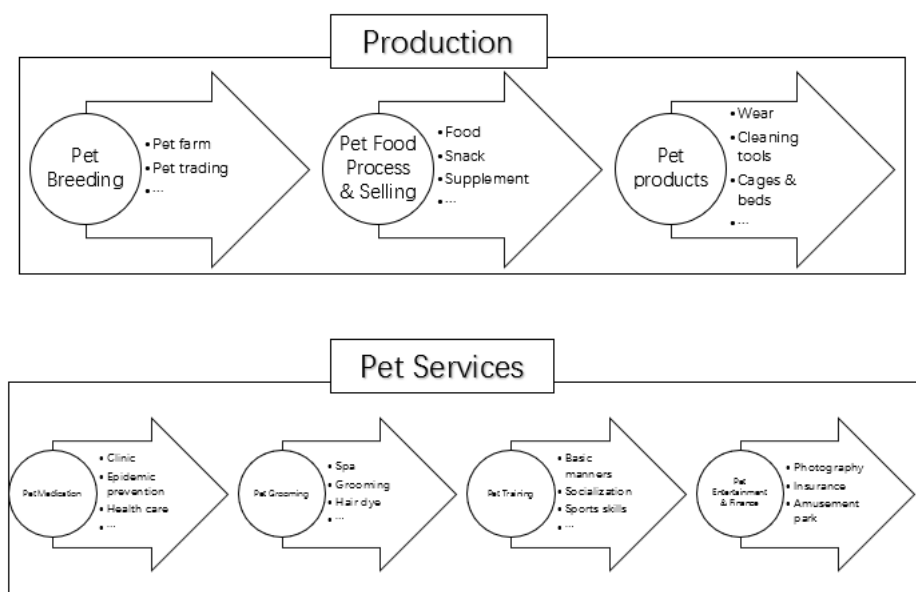 Production
Pet
Breeding
• Pet farm
• Pet trading
• ...
Pet Food
Process
& Selling
• Food
• Snack
• Supplement
• ...
Pet
products
• Wear
• Cleaning
tools
• Cages &
beds
• ...
Pet Services
Pet Medication
• Clinic
• Epidemic
prevention
• Health care
• ...
Pet Grooming
• Spa
• Grooming
• Hair dye
• ...
Pet Training
• Basic
manners
• Socialization
• Sports skills
• ...
Pet
Entertainment
& Finance
• Photography
• Insurance
• Amusement
park